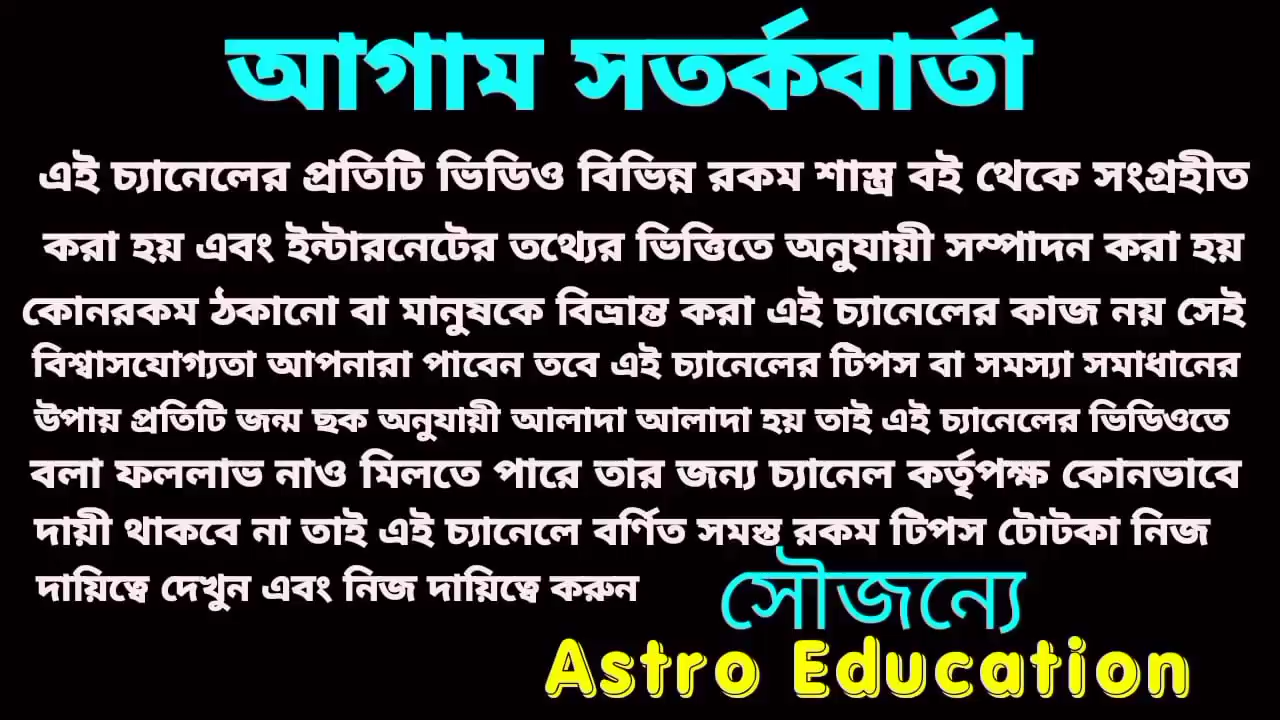 আগাম সতর্কবার্তা
এই চ্যানেলের প্রতিটি ভিডিও বিভিন্ন রকম শাস্ত্র বই থেকে সংগ্রহীত
করা হয় এবং ইন্টারনেটের তথ্যের ভিত্তিতে অনুযায়ী সম্পাদন করা হয়
কোনরকম ঠকানো বা মানুষকে বিভ্রান্ত করা এই চ্যানেলের কাজ নয় সেই
বিশ্বাসযোগ্যতা আপনারা পাবেন তবে এই চ্যানেলের টিপস বা সমস্যা সমাধানের
উপায় প্রতিটি জন্ম ছক অনুযায়ী আলাদা আলাদা হয় তাই এই চ্যানেলের ভিডিওতে
বলা ফললাভ নাও মিলতে পারে তার জন্য চ্যানেল কর্তৃপক্ষ কোনভাবে
দায়ী থাকবে না তাই এই চ্যানেলে বর্ণিত সমস্ত রকম টিপস টোটকা নিজ
দায়িত্বে দেখুন এবং নিজ দায়িত্বে করুন
সৌজন্যে
Astro Education